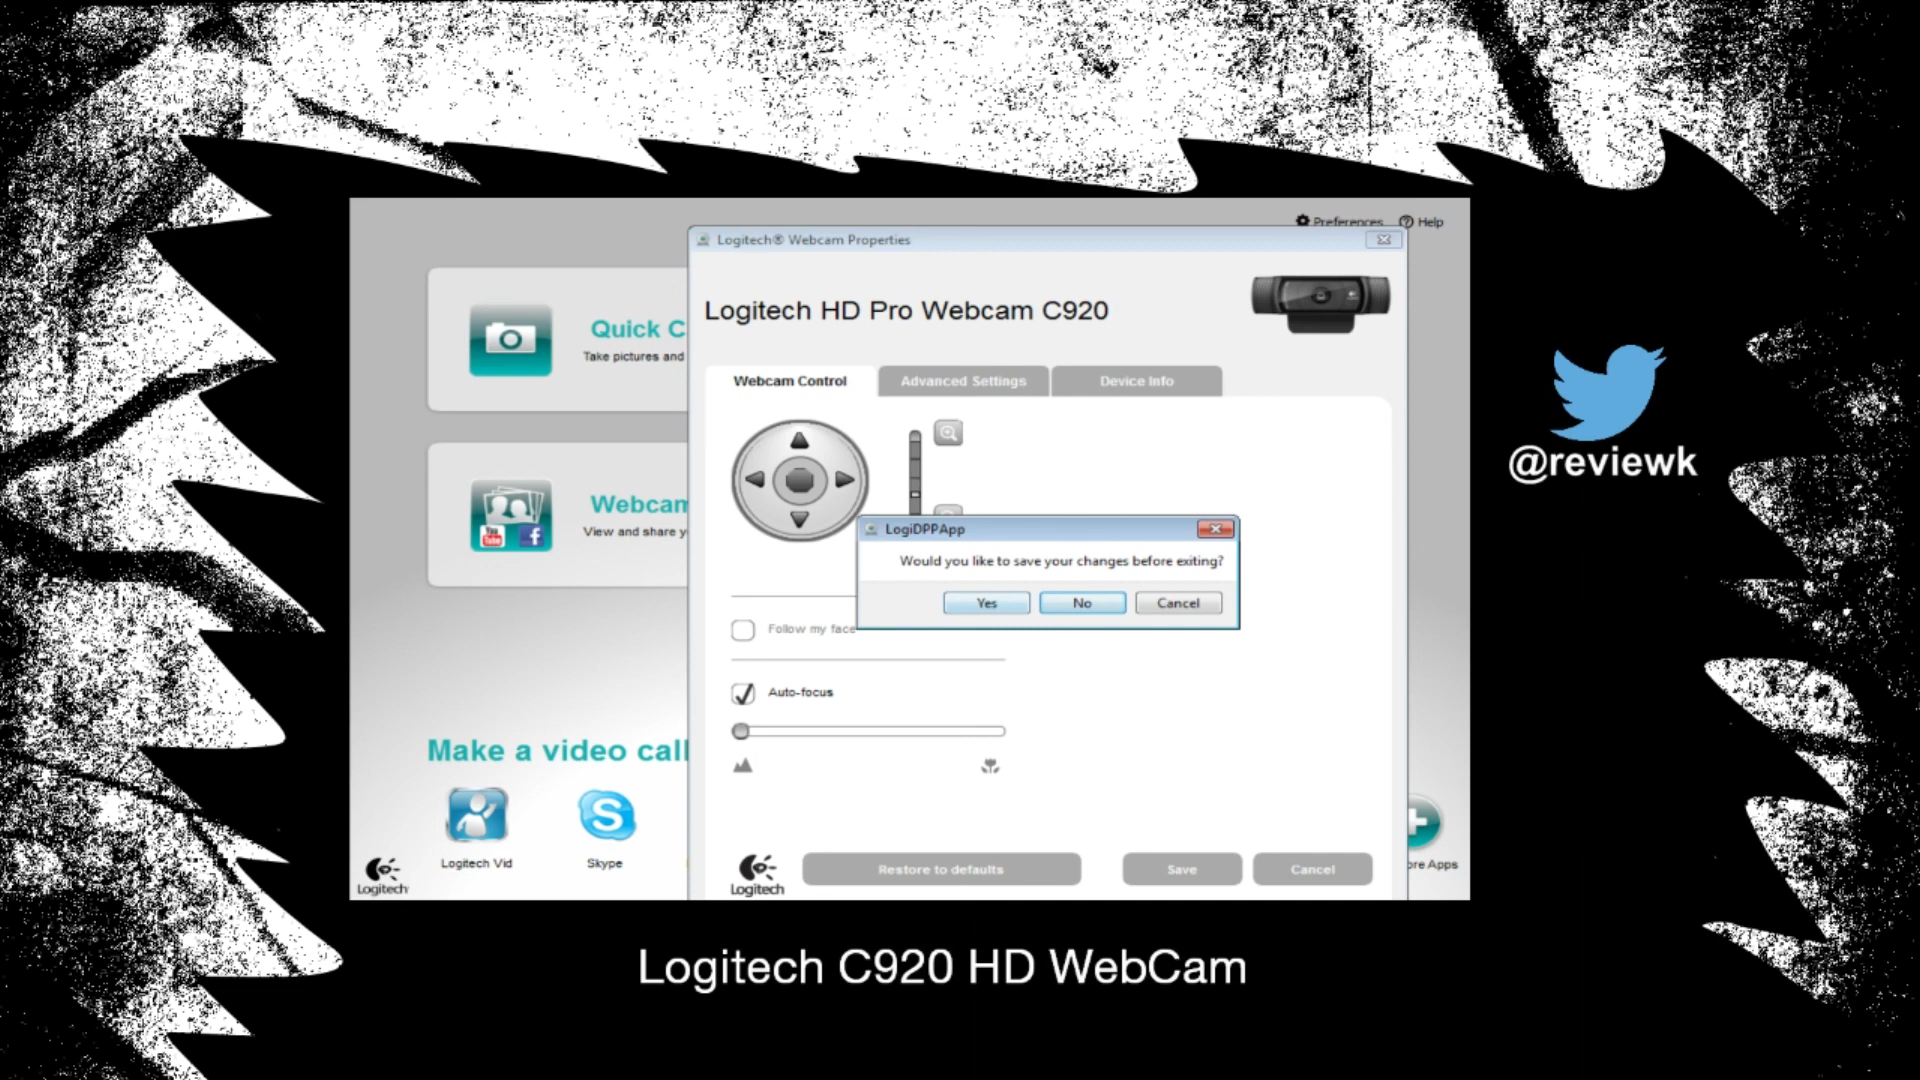 Preferences Help
Logitech® Webcam Properties
Logitech HD Pro Webcam C920
Quick C
Take pictures and
Webcam Control Advanced Settings Device Info
@reviewk
Webcam
View and share y
You
Tube f
LogiDPPApp
Would you like to save your changes before exiting?
Yes No Cancel
Follow my face
Auto-focus
Make a video call
S
Logitech Vid Skype
ore Apps
Logitech
Logitech
Restore to defaults Save Cancel
Logitech C920 HD WebCam